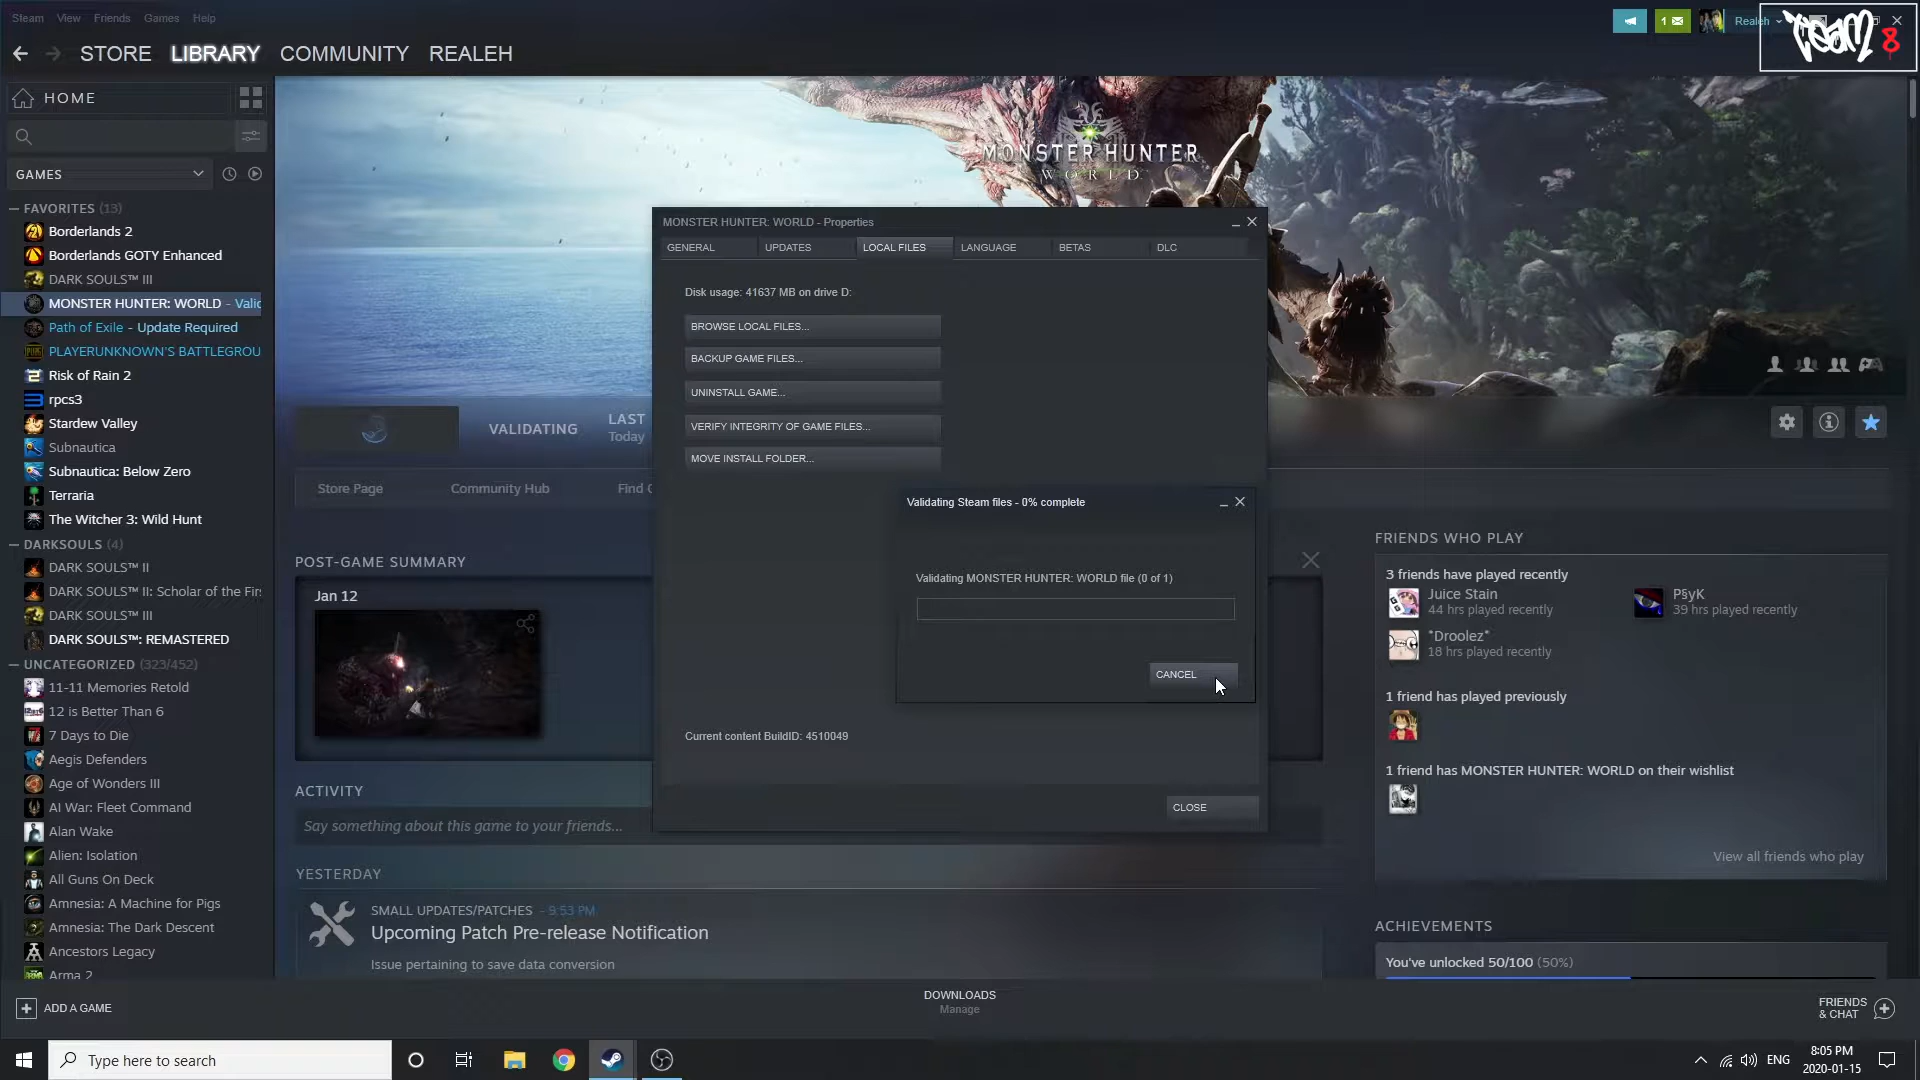 Steam View Friends Games Help
1
Realeh
Team 8
STORE LIBRARY COMMUNITY REALEH
HOME
GAMES
FAVORITES (13)
Borderlands 2
Borderlands GOTY Enhanced
DARK SOULS™ III
MONSTER HUNTER: WORLD - Valid
Path of Exile - Update Required
PLAYERUNKNOWN'S BATTLEGROU
Risk of Rain 2
rpcs3
Stardew Valley
Subnautica
Subnautica: Below Zero
Terraria
The Witcher 3: Wild Hunt
DARKSOULS (4)
DARK SOULS™ II
DARK SOULS™ II: Scholar of the Firs
DARK SOULS™ III
DARK SOULS™: REMASTERED
UNCATEGORIZED (323/452)
11-11 Memories Retold
12 is Better Than 6
7 Days to Die
Aegis Defenders
Age of Wonders III
AI War: Fleet Command
Alan Wake
Alien: Isolation
All Guns On Deck
Amnesia: A Machine for Pigs
Amnesia: The Dark Descent
Ancestors Legacy
Arma 2
ADD A GAME
MONSTER HUNTER
WORLD
VALIDATING
LAST
Today
Store Page Community Hub Find G
POST-GAME SUMMARY
Jan 12
ACTIVITY
Say something about this game to your friends...
YESTERDAY
SMALL UPDATES/PATCHES - 9:53 PM
Upcoming Patch Pre-release Notification
Issue pertaining to save data conversion
MONSTER HUNTER: WORLD - Properties
GENERAL UPDATES LOCAL FILES LANGUAGE BETAS DLC
Disk usage: 41637 MB on drive D:
BROWSE LOCAL FILES...
BACKUP GAME FILES...
UNINSTALL GAME...
VERIFY INTEGRITY OF GAME FILES...
MOVE INSTALL FOLDER...
Validating Steam files - 0% complete
Validating MONSTER HUNTER: WORLD file (0 of 1)
CANCEL
Current content BuildID: 4510049
CLOSE
FRIENDS WHO PLAY
3 friends have played recently
Juice Stain
44 hrs played recently
P§yK
39 hrs played recently
*Droolez*
18 hrs played recently
1 friend has played previously
1 friend has MONSTER HUNTER: WORLD on their wishlist
View all friends who play
ACHIEVEMENTS
You've unlocked 50/100 (50%)
DOWNLOADS
Manage
FRIENDS
& CHAT
Type here to search
ENG
8:05 PM
2020-01-15